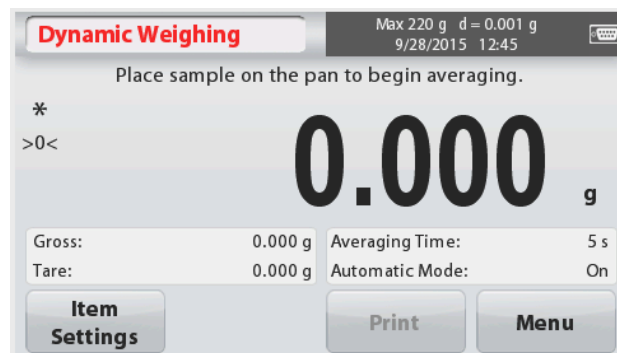 Dynamic Weighing
Max 220 g d = 0.001 g
9/28/2015 12:45
Place sample on the pan to begin averaging.
*
>0<
0.000 g
Gross: 0.000 g
Tare: 0.000 g
Averaging Time: 5 s
Automatic Mode: On
Item
Settings
Print
Menu